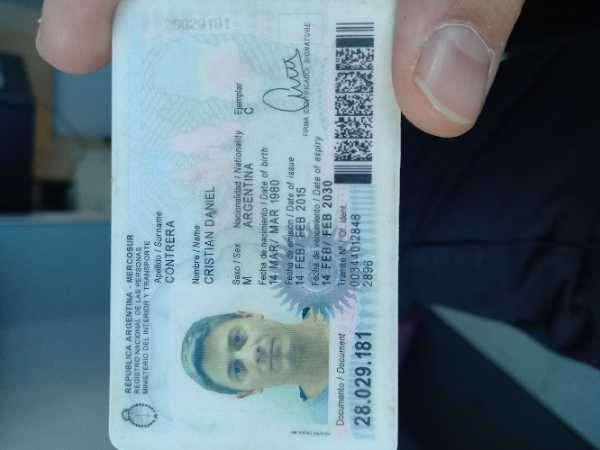 REPUBLICA ARGENTINA - MERCOSUR
REGISTRO NACIONAL DE LAS PERSONAS
MINISTERIO DEL INTERIOR Y TRANSPORTE
Apellido / Surname
CONTRERA
Nombre / Name
CRISTIAN DANIEL
Sexo / Sex Nacionalidad / Nationality Ejemplar
M ARGENTINA C
Fecha de nacimiento / Date of birth
14 MAR/ MAR 1980
Fecha de emisión / Date of issue
14 FEB/ FEB 2015
FIRMA IDENTIFICADO / SIGNATURE
Fecha de vencimiento / Date of expiry
14 FEB/ FEB 2030
Documento / Document
28.029.181
Trámite Nº / Of. ident.
00344012846
2896